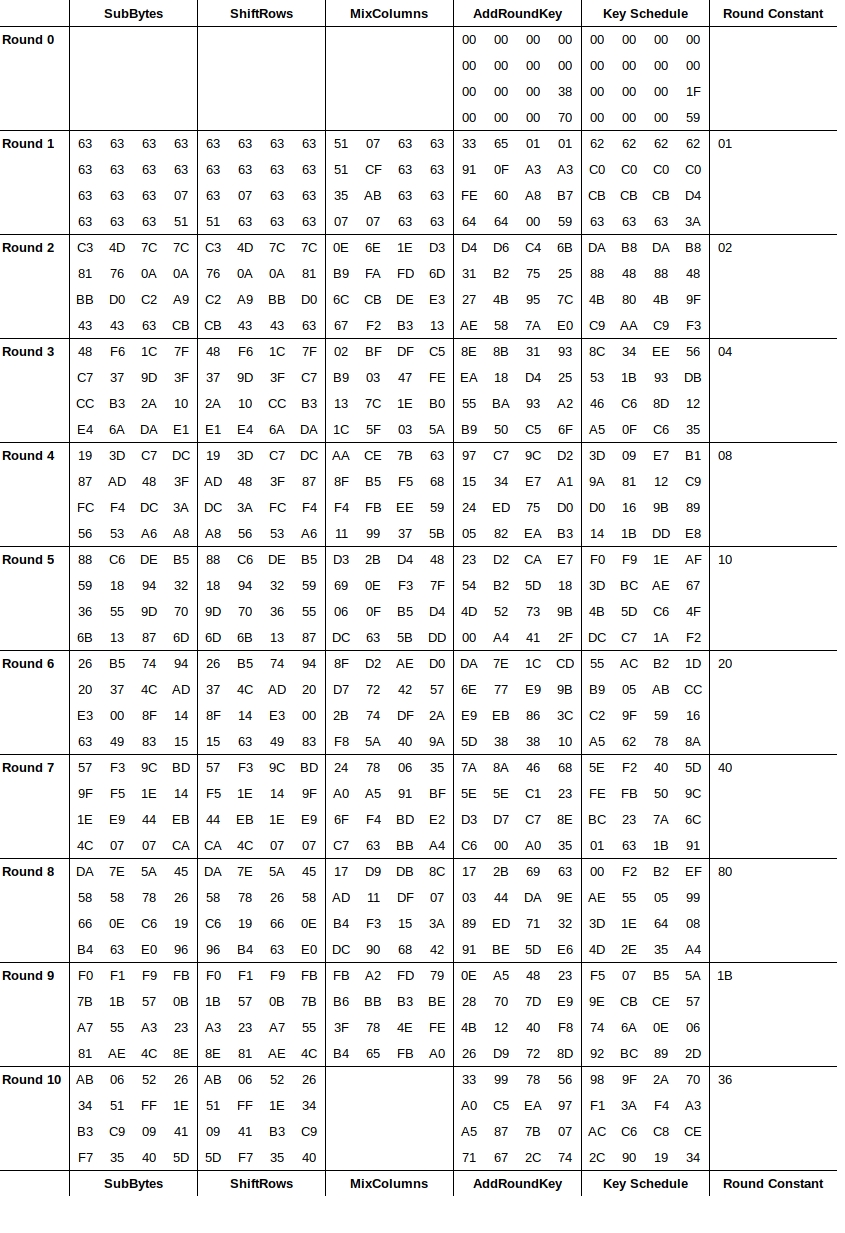 SubBytes ShiftRows MixColumns AddRoundKey Key Schedule Round Constant
Round 0 00 00 00 00 00 00 00 00
00 00 00 00 00 00 00 00
00 00 00 38 00 00 00 1F
00 00 00 70 00 00 00 59
Round 1 63 63 63 63 63 63 63 63 51 07 63 63 33 65 01 01 62 62 62 62 01
63 63 63 63 63 63 63 63 51 CF 63 63 91 0F A3 A3 C0 C0 C0 C0
63 63 63 07 63 07 63 63 35 AB 63 63 FE 60 A8 B7 CB CB CB D4
63 63 63 51 51 63 63 63 07 07 63 63 64 64 00 59 63 63 63 3A
Round 2 C3 4D 7C 7C C3 4D 7C 7C 0E 6E 1E D3 D4 D6 C4 6B DA B8 DA B8 02
81 76 0A 0A 76 0A 0A 81 B9 FA FD 6D 31 B2 75 25 88 48 88 48
BB D0 C2 A9 C2 A9 BB D0 6C CB DE E3 27 4B 95 7C 4B 80 4B 9F
43 43 63 CB CB 43 43 63 67 F2 B3 13 AE 58 7A E0 C9 AA C9 F3
Round 3 48 F6 1C 7F 48 F6 1C 7F 02 BF DF C5 8E 8B 31 93 8C 34 EE 56 04
C7 37 9D 3F 37 9D 3F C7 B9 03 47 FE EA 18 D4 25 53 1B 93 DB
CC B3 2A 10 2A 10 CC B3 13 7C 1E B0 55 BA 93 A2 46 C6 8D 12
E4 6A DA E1 E1 E4 6A DA 1C 5F 03 5A B9 50 C5 6F A5 0F C6 35
Round 4 19 3D C7 DC 19 3D C7 DC AA CE 7B 63 97 C7 9C D2 3D 09 E7 B1 08
87 AD 48 3F AD 48 3F 87 8F B5 F5 68 15 34 E7 A1 9A 81 12 C9
FC F4 DC 3A DC 3A FC F4 F4 FB EE 59 24 ED 75 D0 D0 16 9B 89
56 53 A6 A8 A8 56 53 A6 11 99 37 5B 05 82 EA B3 14 1B DD E8
Round 5 88 C6 DE B5 88 C6 DE B5 D3 2B D4 48 23 D2 CA E7 F0 F9 1E AF 10
59 18 94 32 18 94 32 59 69 0E F3 7F 54 B2 5D 18 3D BC AE 67
36 55 9D 70 9D 70 36 55 06 0F B5 D4 4D 52 73 9B 4B 5D C6 4F
6B 13 87 6D 6D 6B 13 87 DC 63 5B DD 00 A4 41 2F DC C7 1A F2
Round 6 26 B5 74 94 26 B5 74 94 8F D2 AE D0 DA 7E 1C CD 55 AC B2 1D 20
20 37 4C AD 37 4C AD 20 D7 72 42 57 6E 77 E9 9B B9 05 AB CC
E3 00 8F 14 8F 14 E3 00 2B 74 DF 2A E9 EB 86 3C C2 9F 59 16
63 49 83 15 15 63 49 83 F8 5A 40 9A 5D 38 38 10 A5 62 78 8A
Round 7 57 F3 9C BD 57 F3 9C BD 24 78 06 35 7A 8A 46 68 5E F2 40 5D 40
9F F5 1E 14 F5 1E 14 9F A0 A5 91 BF 5E 5E C1 23 FE FB 50 9C
1E E9 44 EB 44 EB 1E E9 6F F4 BD E2 D3 D7 C7 8E BC 23 7A 6C
4C 07 07 CA CA 4C 07 07 C7 63 BB A4 C6 00 A0 35 01 63 1B 91
Round 8 DA 7E 5A 45 DA 7E 5A 45 17 D9 DB 8C 17 2B 69 63 00 F2 B2 EF 80
58 58 78 26 58 78 26 58 AD 11 DF 07 03 44 DA 9E AE 55 05 99
66 0E C6 19 C6 19 66 0E B4 F3 15 3A 89 ED 71 32 3D 1E 64 08
B4 63 E0 96 96 B4 63 E0 DC 90 68 42 91 BE 5D E6 4D 2E 35 A4
Round 9 F0 F1 F9 FB F0 F1 F9 FB FB A2 FD 79 0E A5 48 23 F5 07 B5 5A 1B
7B 1B 57 0B 1B 57 0B 7B B6 BB B3 BE 28 70 7D E9 9E CB CE 57
A7 55 A3 23 A3 23 A7 55 3F 78 4E FE 4B 12 40 F8 74 6A 0E 06
81 AE 4C 8E 8E 81 AE 4C B4 65 FB A0 26 D9 72 8D 92 BC 89 2D
Round 10 AB 06 52 26 AB 06 52 26 33 99 78 56 98 9F 2A 70 36
34 51 FF 1E 51 FF 1E 34 A0 C5 EA 97 F1 3A F4 A3
B3 C9 09 41 09 41 B3 C9 A5 87 7B 07 AC C6 C8 CE
F7 35 40 5D 5D F7 35 40 71 67 2C 74 2C 90 19 34
SubBytes ShiftRows MixColumns AddRoundKey Key Schedule Round Constant